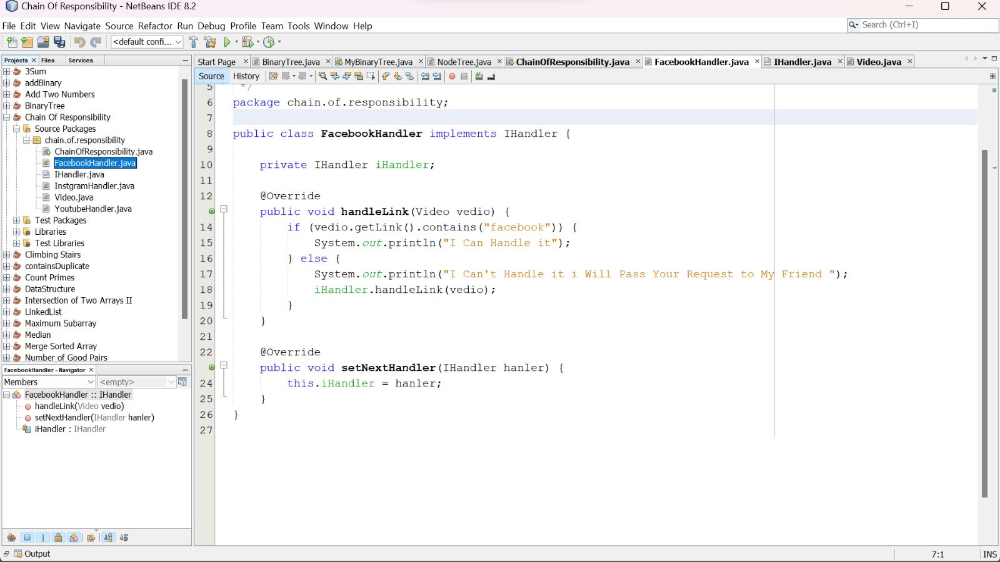 Chain Of Responsibility - NetBeans IDE 8.2
File Edit View Navigate Source Refactor Run Debug Profile Team Tools Window Help
Search (Ctrl+I)
<default confi...
Projects Files Services
3Sum
addBinary
Add Two Numbers
BinaryTree
Chain Of Responsibility
Source Packages
chain.of.responsibility
ChainOfResponsibility.java
FacebookHandler.java
IHandler.java
InstgramHandler.java
Video.java
YoutubeHandler.java
Test Packages
Libraries
Test Libraries
Climbing Stairs
containsDuplicate
Count Primes
DataStructure
Intersection of Two Arrays II
LinkedList
Maximum Subarray
Median
Merge Sorted Array
Number of Good Pairs
FacebookHandler - Navigator
Members <empty>
FacebookHandler :: IHandler
handleLink(Video vedio)
setNextHandler(IHandler hanler)
iHandler : IHandler
Start Page BinaryTree.java MyBinaryTree.java NodeTree.java ChainOfResponsibility.java FacebookHandler.java IHandler.java Video.java
Source History
5 */
6 package chain.of.responsibility;
7
8 public class FacebookHandler implements IHandler {
9
10 private IHandler iHandler;
11
12 @Override
public void handleLink(Video vedio) {
14 if (vedio.getLink().contains("facebook")) {
15 System.out.println("I Can Handle it");
16 } else {
17 System.out.println("I Can't Handle it i Will Pass Your Request to My Friend ");
18 iHandler.handleLink(vedio);
19 }
20 }
21
22 @Override
public void setNextHandler(IHandler hanler) {
24 this.iHandler = hanler;
25 }
26 }
27
Output
7:1 INS